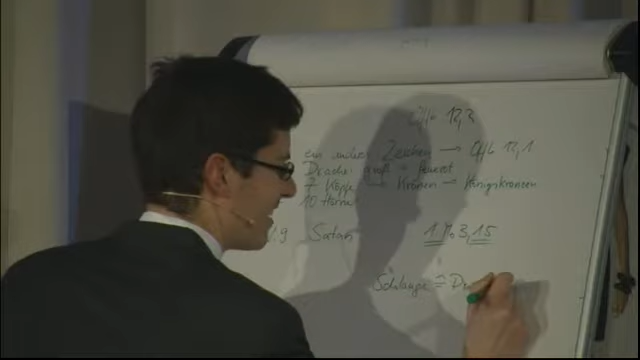 Offb 12,3
ein anderes Zeichen → Offb 12,1
Drache: groß + feuerrot
7 Köpfe → Kronen → Königskronen
10 Hörner
V. 9 Satan 1 Mo 3,15
Schlange ≙